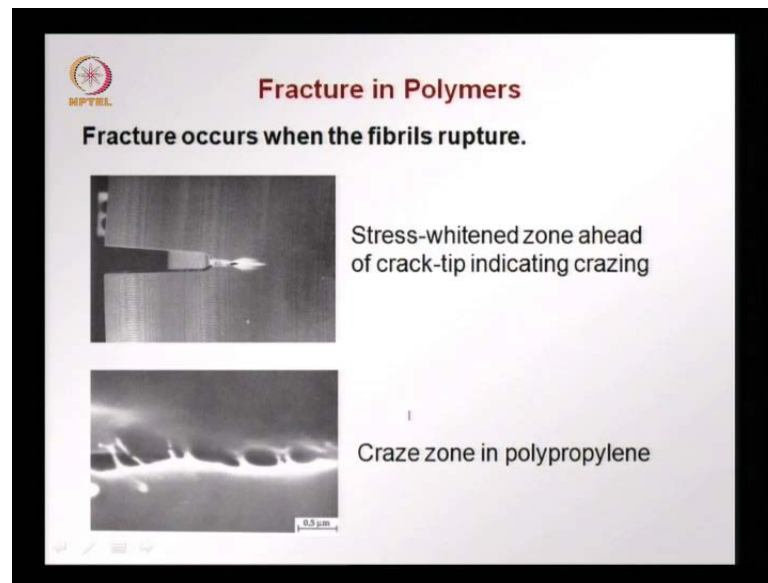 NPTEL
Fracture in Polymers
Fracture occurs when the fibrils rupture.
Stress-whitened zone ahead
of crack-tip indicating crazing
Craze zone in polypropylene
0.5 µm